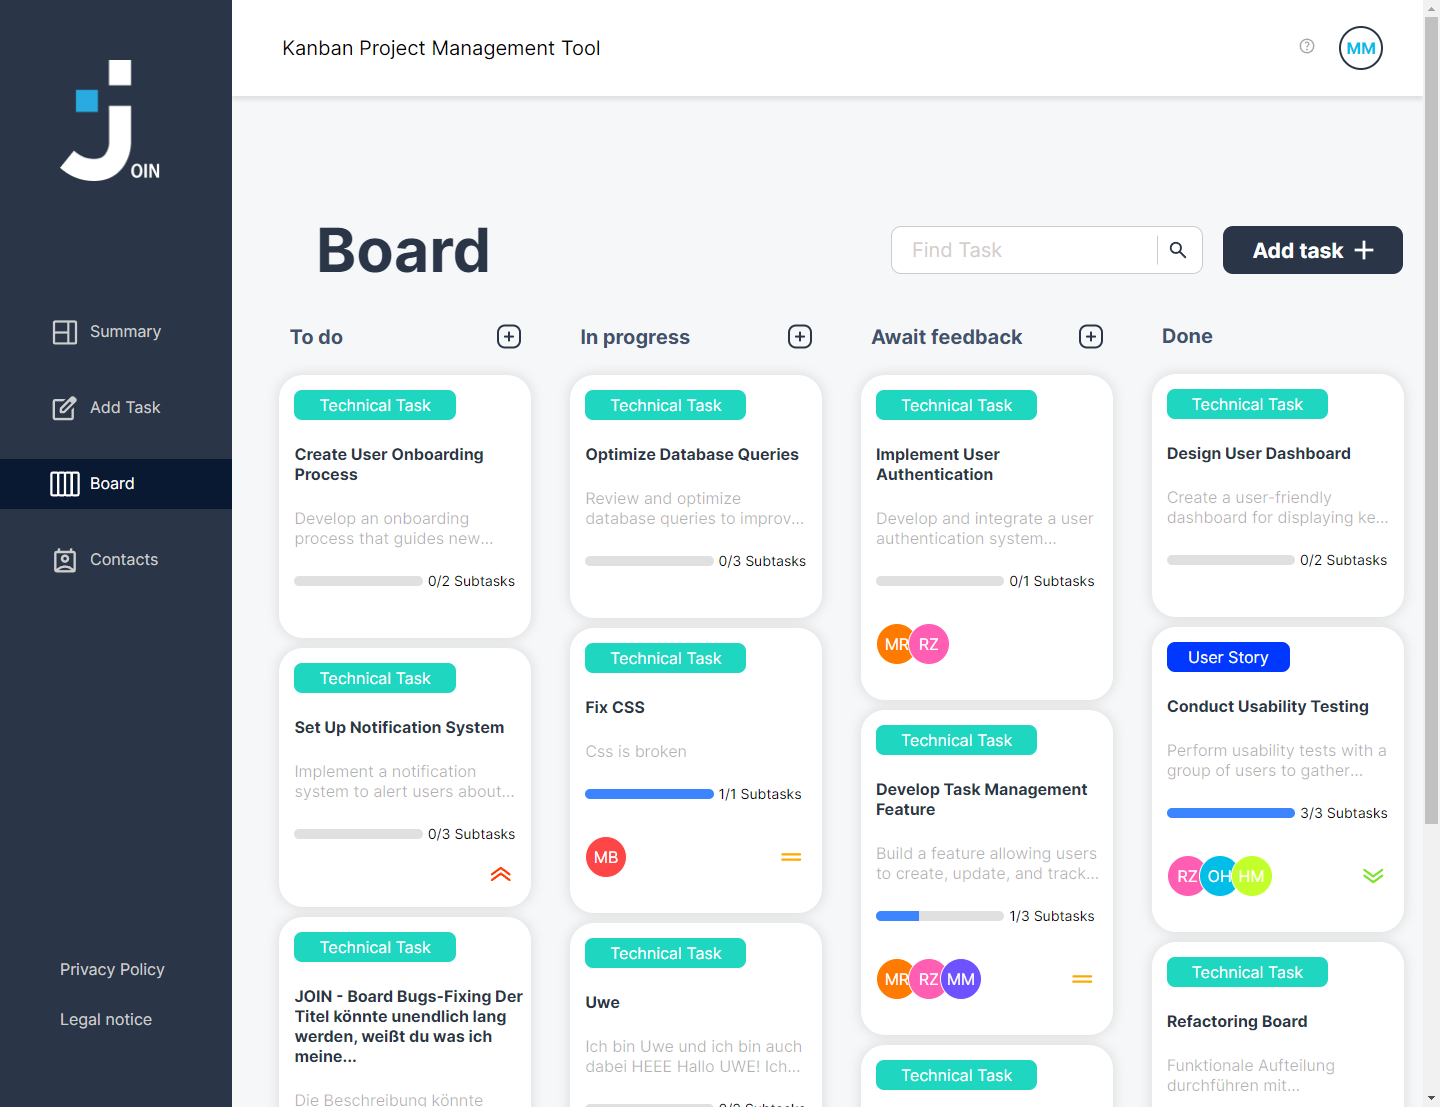 Kanban Project Management Tool
MM
OIN
Summary
Add Task
Board
Contacts
Privacy Policy
Legal notice
Board
Find Task
Add task
To do
Technical Task
Create User Onboarding
Process
Develop an onboarding
process that guides new...
0/2 Subtasks
Technical Task
Set Up Notification System
Implement a notification
system to alert users about...
0/3 Subtasks
Technical Task
JOIN - Board Bugs-Fixing Der
Titel könnte unendlich lang
werden, weißt du was ich
meine...
Die Beschreibung könnte
In progress
Technical Task
Optimize Database Queries
Review and optimize
database queries to improv...
0/3 Subtasks
Technical Task
Fix CSS
Css is broken
1/1 Subtasks
MB
Technical Task
Uwe
Ich bin Uwe und ich bin auch
dabei HEEE Hallo UWE! Ich...
Await feedback
Technical Task
Implement User
Authentication
Develop and integrate a user
authentication system...
0/1 Subtasks
MR RZ
Technical Task
Develop Task Management
Feature
Build a feature allowing users
to create, update, and track...
1/3 Subtasks
MR RZ MM
Technical Task
Done
Technical Task
Design User Dashboard
Create a user-friendly
dashboard for displaying ke...
0/2 Subtasks
User Story
Conduct Usability Testing
Perform usability tests with a
group of users to gather...
3/3 Subtasks
RZ OH HM
Technical Task
Refactoring Board
Funktionale Aufteilung
durchführen mit...